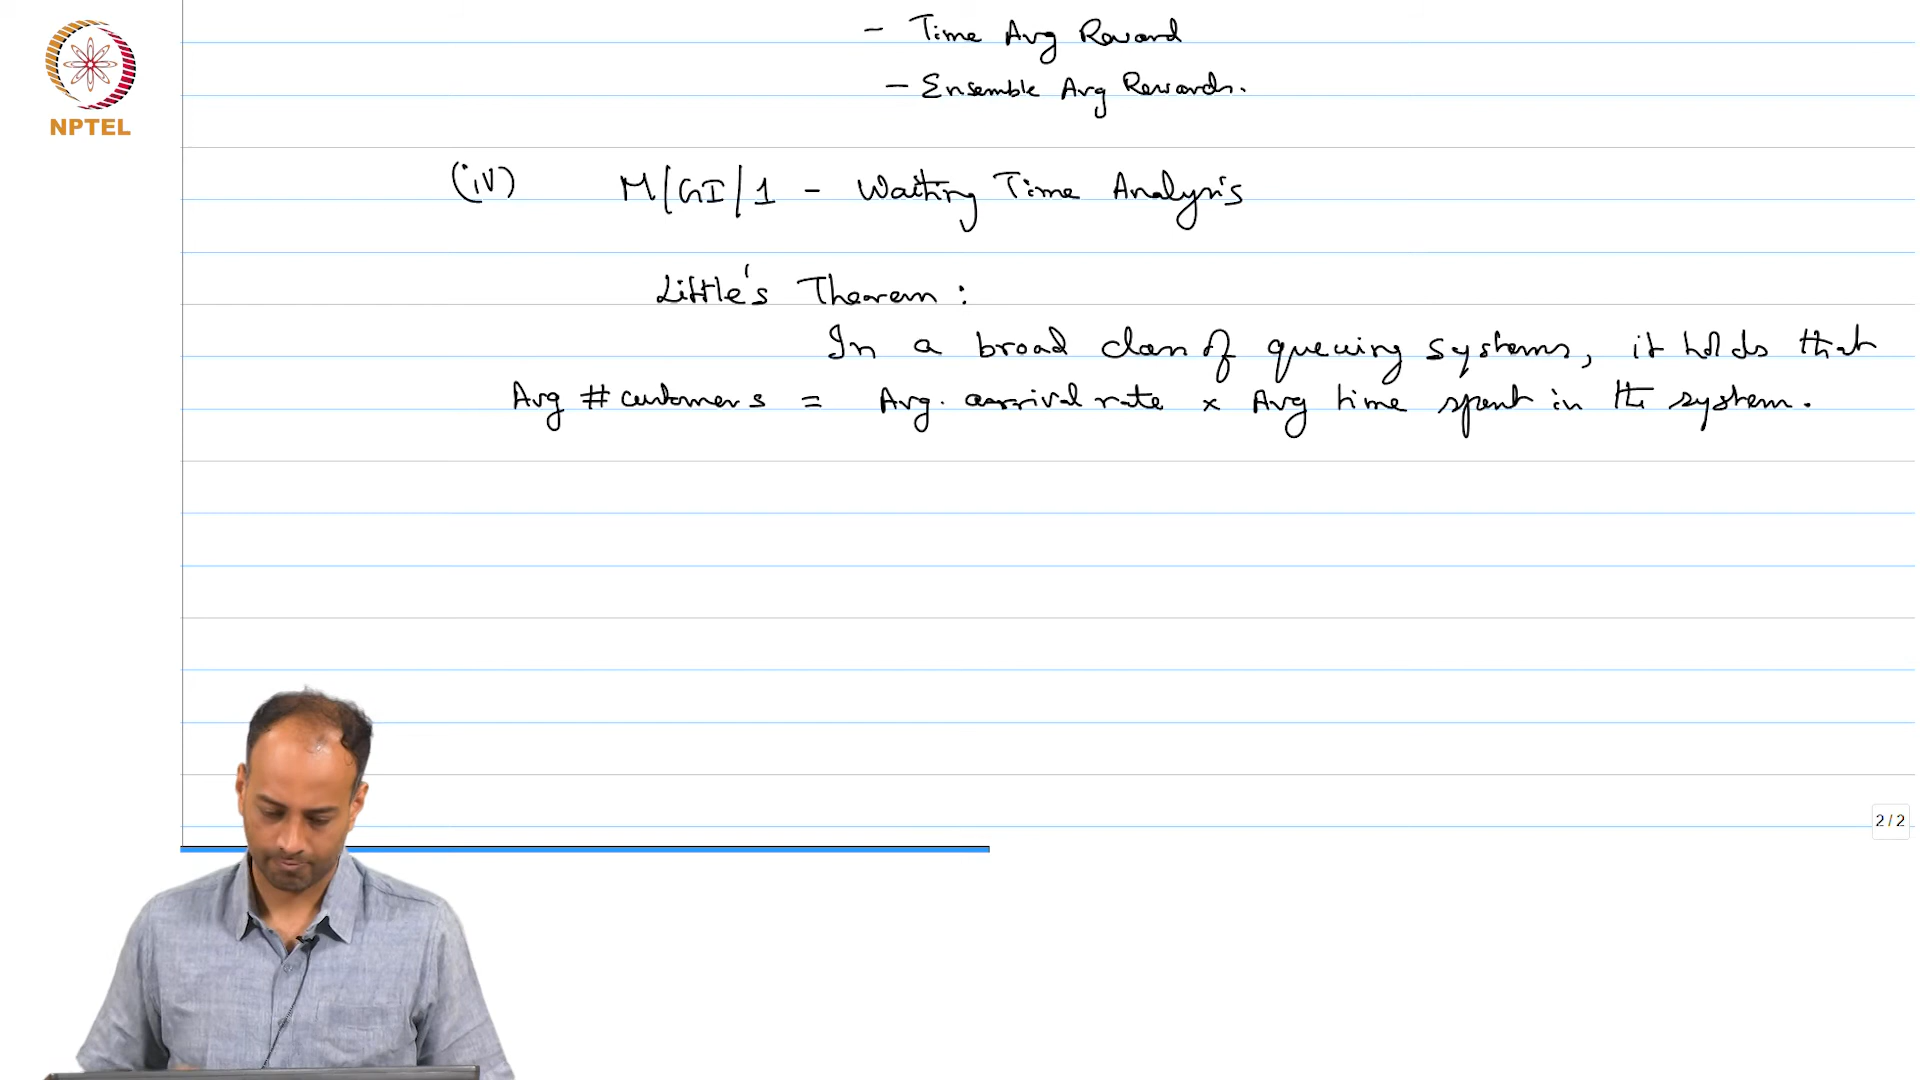 - Time Avg Reward
- Ensemble Avg Rewards.
NPTEL
(iv) M/GI/1 - Waiting Time Analysis
Little's Theorem:
In a broad class of queuing systems, it holds that
Avg # customers = Avg. arrival rate x Avg time spent in the system.
2 / 2